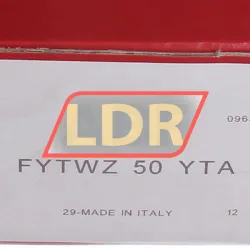 096
LDR
FYTWZ 50 YTA
29-MADE IN ITALY 12